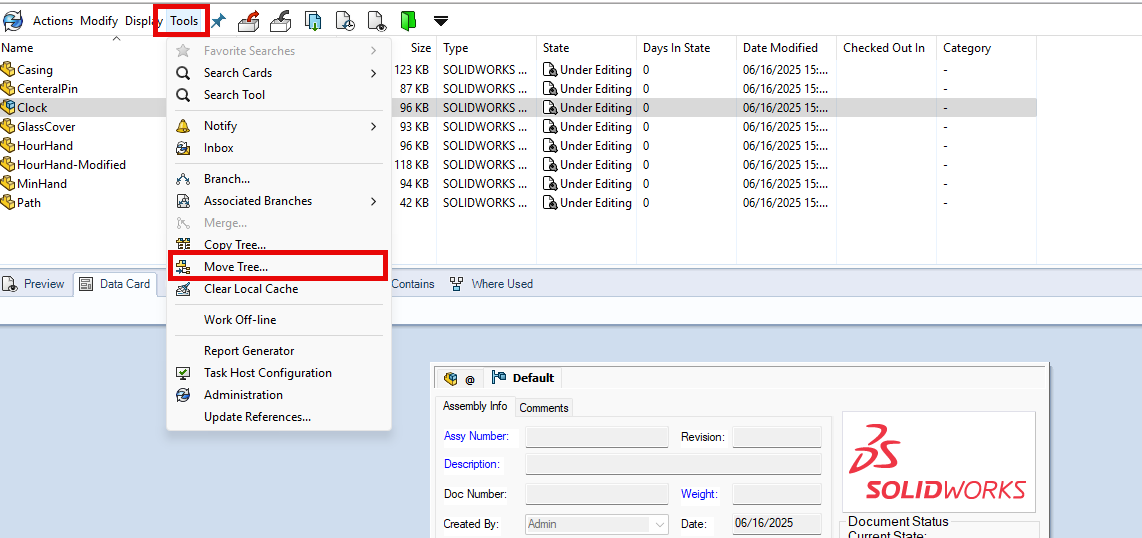 Actions Modify Display Tools
Name Size Type State Days In State Date Modified Checked Out In Category
Casing 123 KB SOLIDWORKS ... Under Editing 0 06/16/2025 15:... -
CenteralPin 87 KB SOLIDWORKS ... Under Editing 0 06/16/2025 15:... -
Clock 96 KB SOLIDWORKS ... Under Editing 0 06/16/2025 15:... -
GlassCover 93 KB SOLIDWORKS ... Under Editing 0 06/16/2025 15:... -
HourHand 96 KB SOLIDWORKS ... Under Editing 0 06/16/2025 15:... -
HourHand-Modified 118 KB SOLIDWORKS ... Under Editing 0 06/16/2025 15:... -
MinHand 94 KB SOLIDWORKS ... Under Editing 0 06/16/2025 15:... -
Path 42 KB SOLIDWORKS ... Under Editing 0 06/16/2025 15:... -
Favorite Searches
Search Cards
Search Tool
Notify
Inbox
Branch...
Associated Branches
Merge...
Copy Tree...
Move Tree...
Clear Local Cache
Work Off-line
Report Generator
Task Host Configuration
Administration
Update References...
Preview Data Card Contains Where Used
@ Default
Assembly Info Comments
Assy Number: Revision:
Description:
Doc Number: Weight:
Created By: Admin Date: 06/16/2025
SOLIDWORKS
Document Status
Current State: